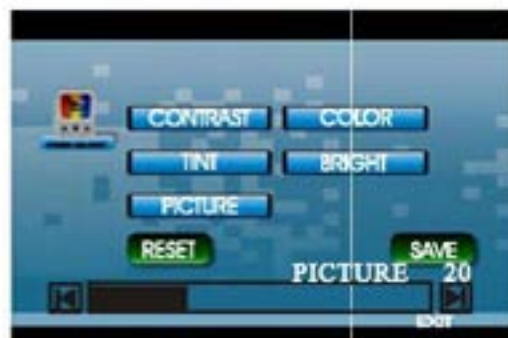 CONTRAST COLOR
TINT BRIGHT
PICTURE
RESET SAVE
PICTURE 20
EXIT